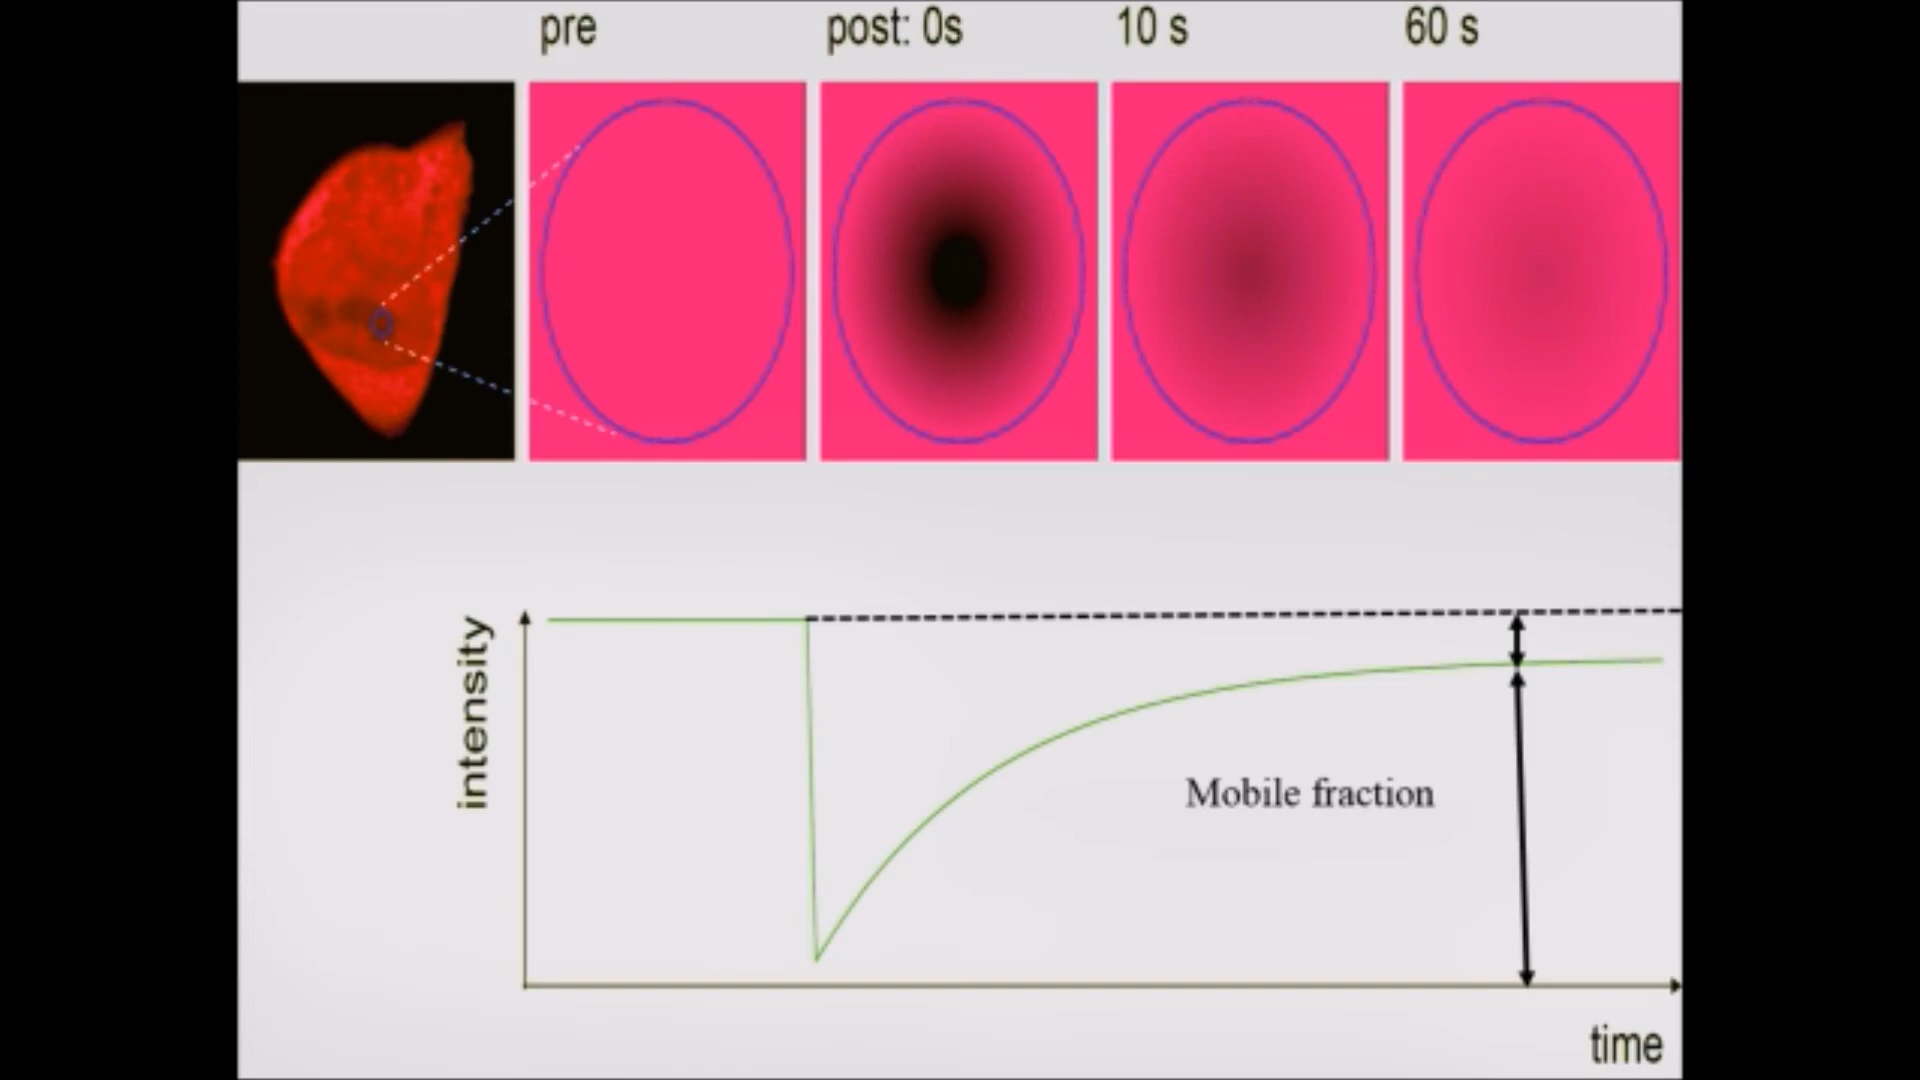 pre
post: 0s
10 s
60 s
intensity
Mobile fraction
time